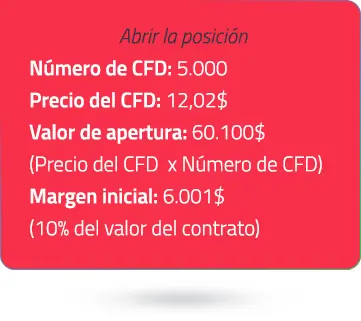 Abrir la posición
Número de CFD: 5.000
Precio del CFD: 12,02$
Valor de apertura: 60.100$
(Precio del CFD x Número de CFD)
Margen inicial: 6.001$
(10% del valor del contrato)